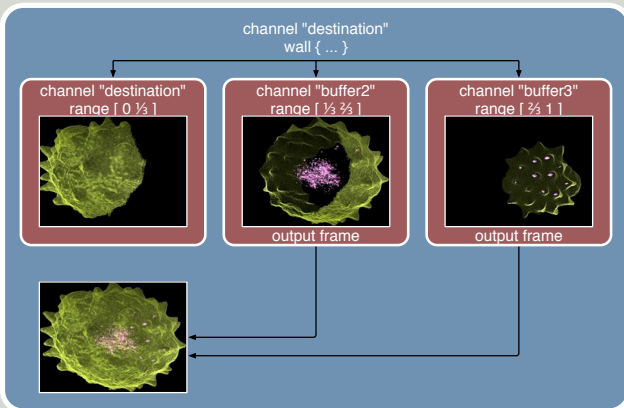 channel "destination"
wall { ... }
channel "destination"
range [ 0 ⅓ ]
channel "buffer2"
range [ ⅓ ⅔ ]
output frame
channel "buffer3"
range [ ⅔ 1 ]
output frame